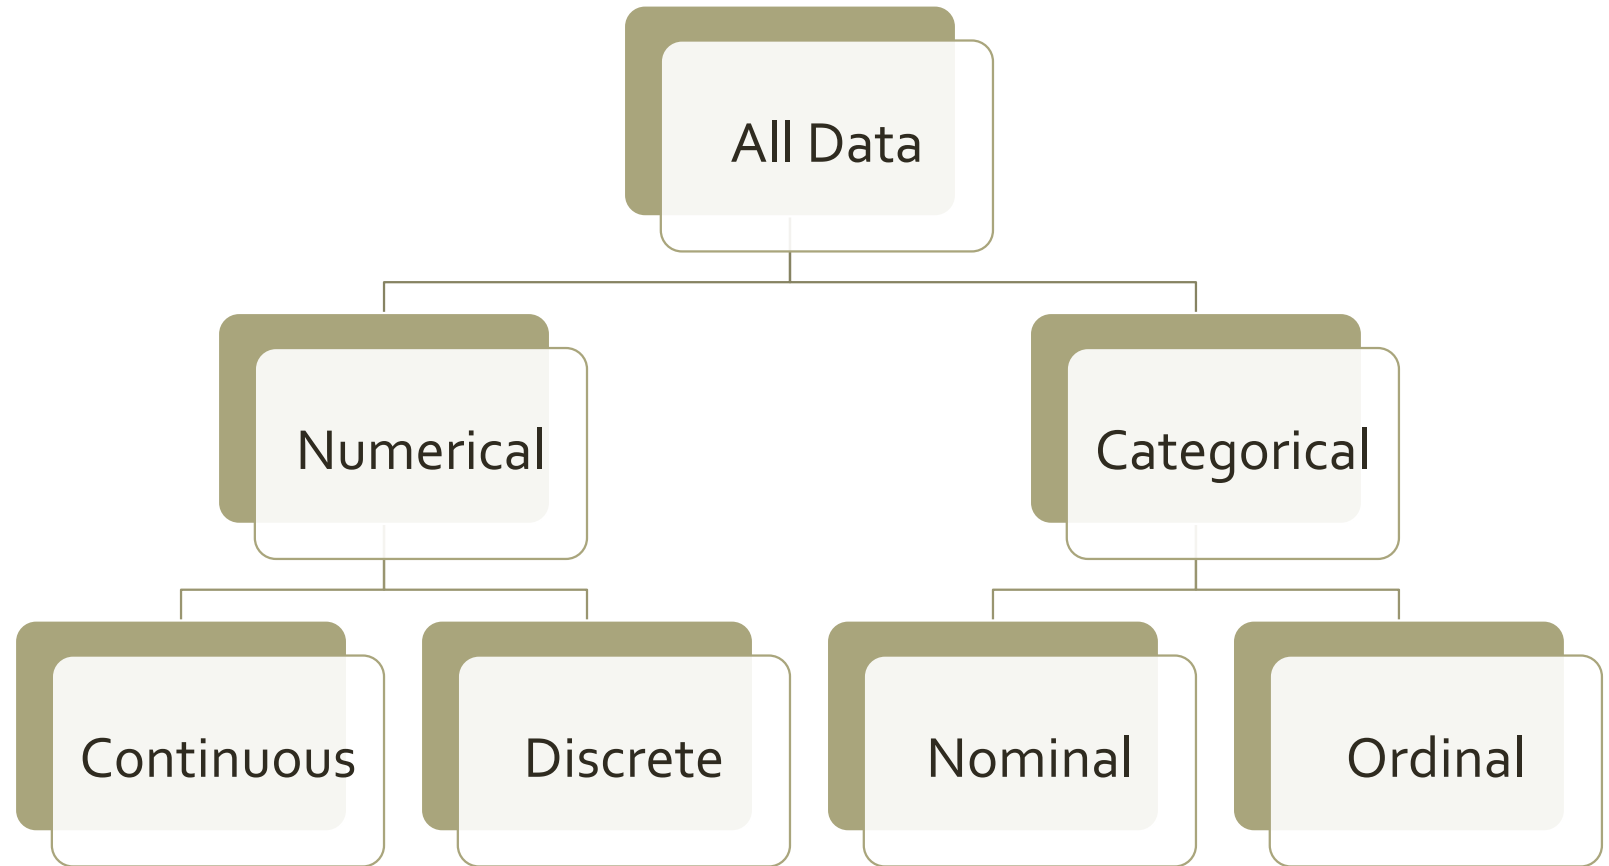 All Data
Numerical
Categorical
Continuous
Discrete
Nominal
Ordinal